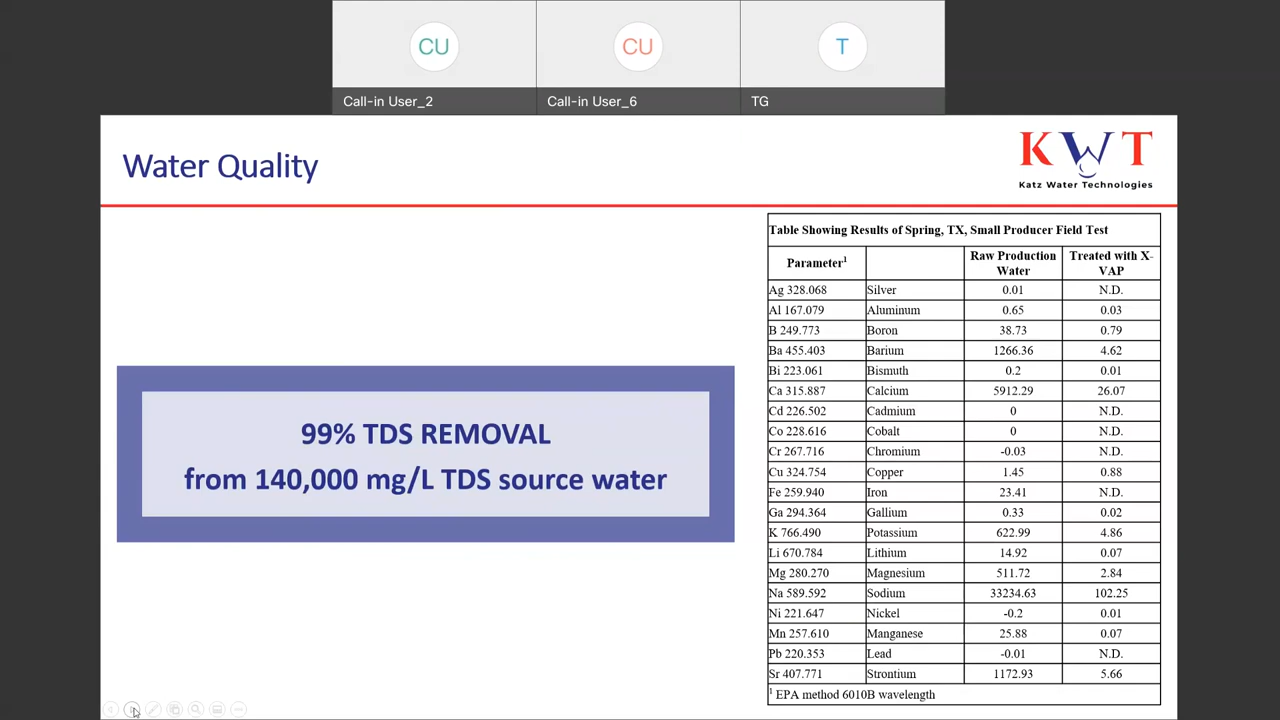 CU
CU
T
Call-in User_2
Call-in User_6
TG
Water Quality
KWT
Katz Water Technologies
99% TDS REMOVAL
from 140,000 mg/L TDS source water
Table Showing Results of Spring, TX, Small Producer Field Test
Parameter1 Raw Production Water Treated with X-VAP
Ag 328.068 Silver 0.01 N.D.
Al 167.079 Aluminum 0.65 0.03
B 249.773 Boron 38.73 0.79
Ba 455.403 Barium 1266.36 4.62
Bi 223.061 Bismuth 0.2 0.01
Ca 315.887 Calcium 5912.29 26.07
Cd 226.502 Cadmium 0 N.D.
Co 228.616 Cobalt 0 N.D.
Cr 267.716 Chromium -0.03 N.D.
Cu 324.754 Copper 1.45 0.88
Fe 259.940 Iron 23.41 N.D.
Ga 294.364 Gallium 0.33 0.02
K 766.490 Potassium 622.99 4.86
Li 670.784 Lithium 14.92 0.07
Mg 280.270 Magnesium 511.72 2.84
Na 589.592 Sodium 33234.63 102.25
Ni 221.647 Nickel -0.2 0.01
Mn 257.610 Manganese 25.88 0.07
Pb 220.353 Lead -0.01 N.D.
Sr 407.771 Strontium 1172.93 5.66
1 EPA method 6010B wavelength